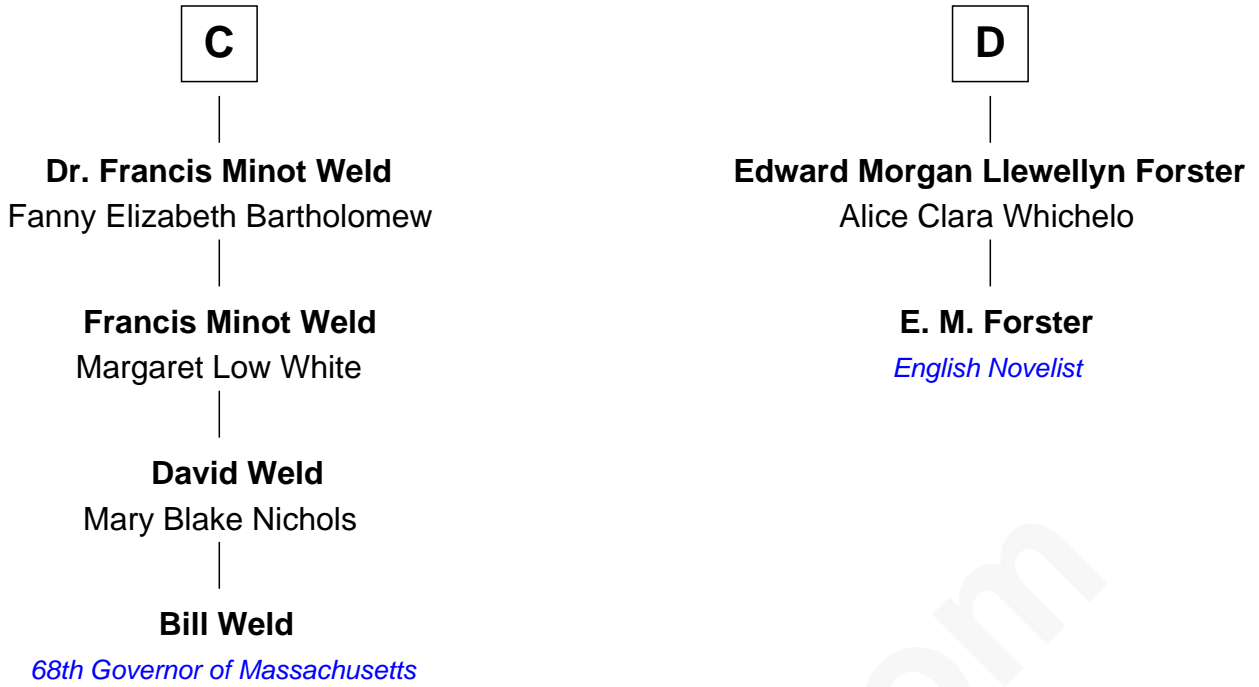 C
Dr. Francis Minot Weld
Fanny Elizabeth Bartholomew
Francis Minot Weld
Margaret Low White
David Weld
Mary Blake Nichols
Bill Weld
68th Governor of Massachusetts
D
Edward Morgan Llewellyn Forster
Alice Clara Whichelo
E. M. Forster
English Novelist
om